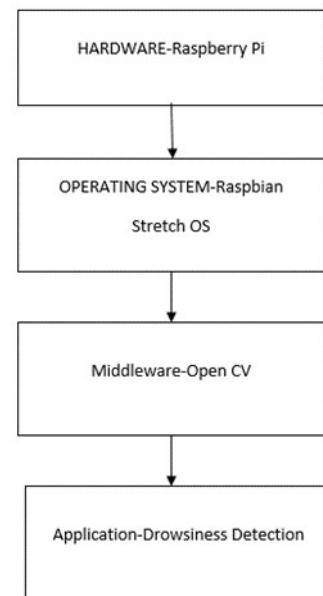 HARDWARE-Raspberry Pi
OPERATING SYSTEM-Raspbian
Stretch OS
Middleware-Open CV
Application-Drowsiness Detection